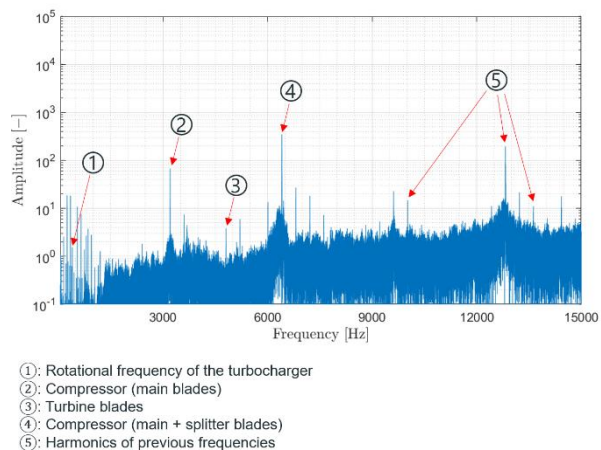 10^5
10^4
10^3
10^2
10^1
10^0
10^-1
Amplitude [−]
①
②
③
④
⑤
3000 6000 9000 12000 15000
Frequency [Hz]
①: Rotational frequency of the turbocharger
②: Compressor (main blades)
③: Turbine blades
④: Compressor (main + splitter blades)
⑤: Harmonics of previous frequencies